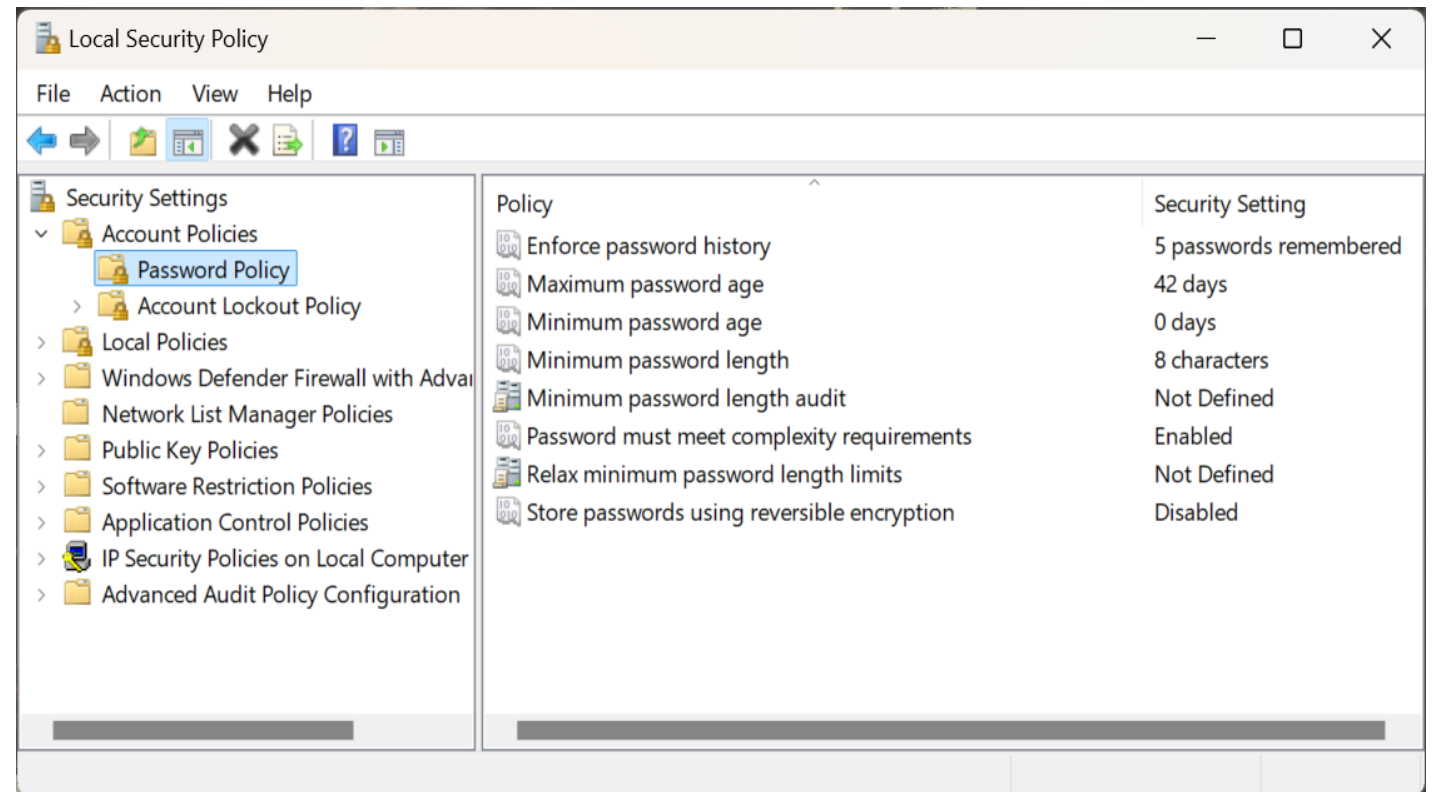 Local Security Policy
File Action View Help
Security Settings
Account Policies
Password Policy
Account Lockout Policy
Local Policies
Windows Defender Firewall with Advai
Network List Manager Policies
Public Key Policies
Software Restriction Policies
Application Control Policies
IP Security Policies on Local Computer
Advanced Audit Policy Configuration
Policy Security Setting
Enforce password history 5 passwords remembered
Maximum password age 42 days
Minimum password age 0 days
Minimum password length 8 characters
Minimum password length audit Not Defined
Password must meet complexity requirements Enabled
Relax minimum password length limits Not Defined
Store passwords using reversible encryption Disabled